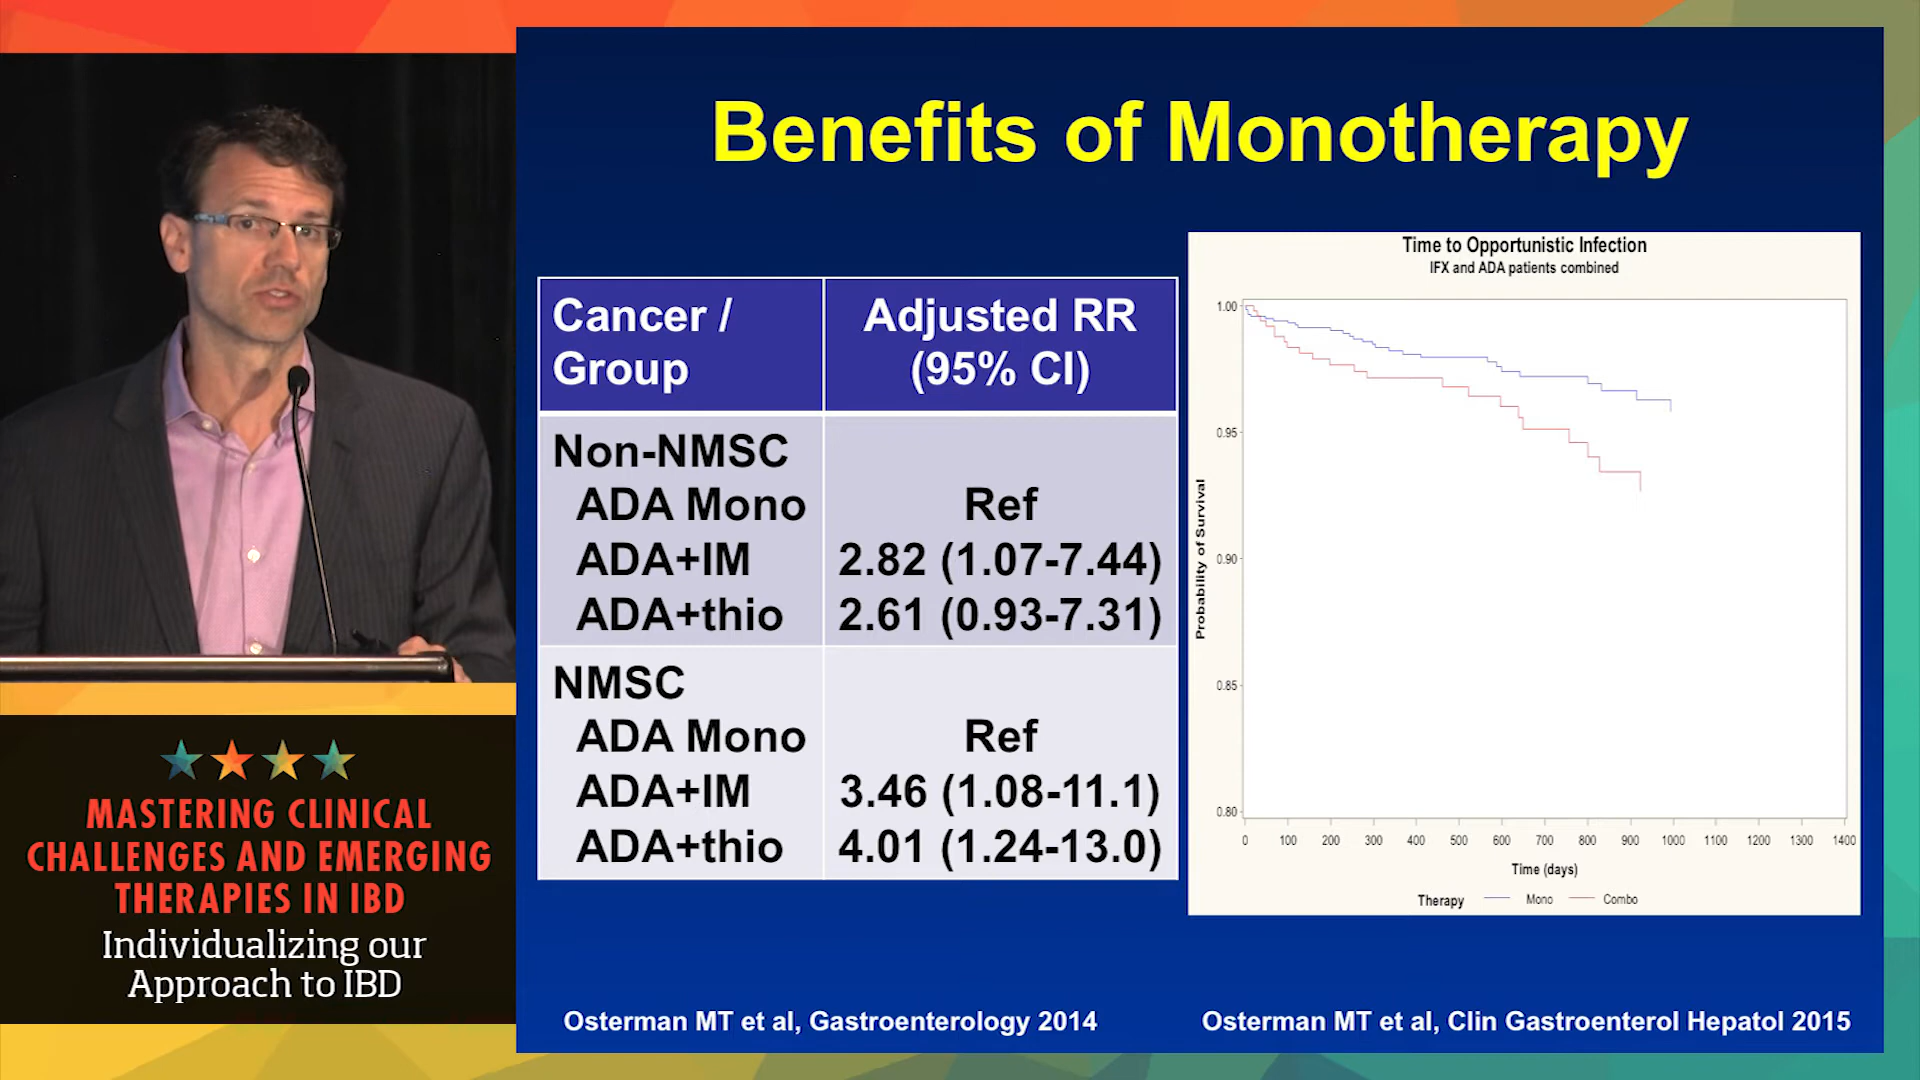 Benefits of Monotherapy
Cancer /
Group
Adjusted RR
(95% CI)
Non-NMSC
ADA Mono
Ref
ADA+IM
2.82 (1.07-7.44)
ADA+thio
2.61 (0.93-7.31)
NMSC
ADA Mono
Ref
ADA+IM
3.46 (1.08-11.1)
ADA+thio
4.01 (1.24-13.0)
Time to Opportunistic Infection
IFX and ADA patients combined
1.00
0.95
0.90
0.85
0.80
Probability of Survival
0 100 200 300 400 500 600 700 800 900 1000 1100 1200 1300 1400
Time (days)
Therapy Mono Combo
Osterman MT et al, Gastroenterology 2014
Osterman MT et al, Clin Gastroenterol Hepatol 2015
MASTERING CLINICAL
CHALLENGES AND EMERGING
THERAPIES IN IBD
Individualizing our
Approach to IBD